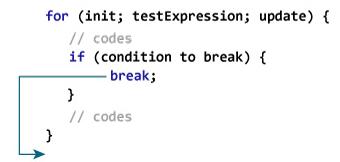 for (init; testExpression; update) {
// codes
if (condition to break) {
break;
}
// codes
}